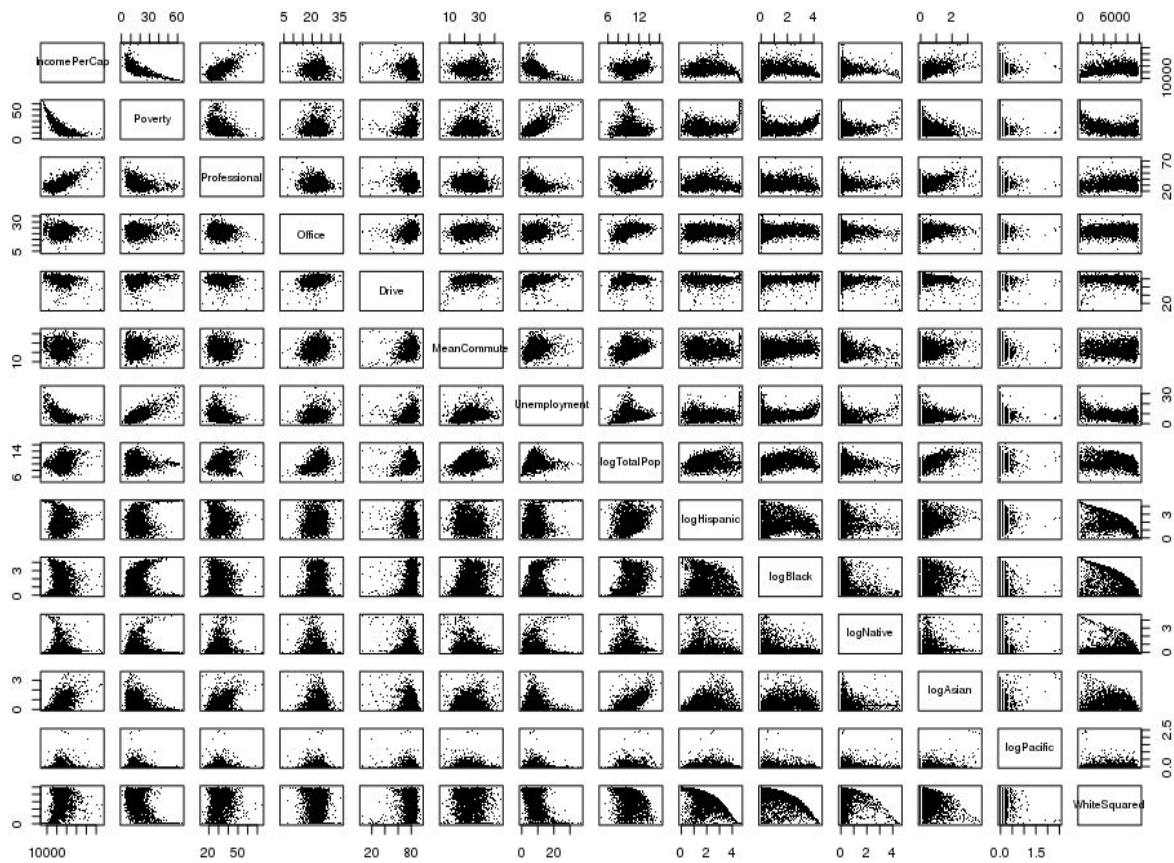 5 20 35
10 30
6 12
0 2 4
0 2
0 6000
0 30 60
IncomePerCap
10000
0 50
Poverty
Professional
20 70
5 30
Office
Drive
20
10
MeanCommute
Unemployment
0 30
6 14
logTotalPop
logHispanic
0 3
0 3
logBlack
logNative
0 3
0 3
logAsian
logPacific
0.0 2.5
0
WhiteSquared
10000
20 50
20 80
0 20
0 2 4
0 2 4
0.0 1.5